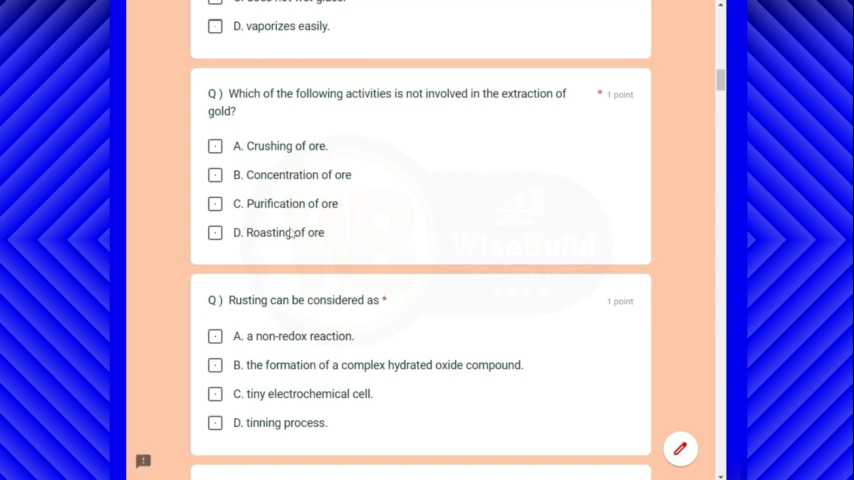 D. vaporizes easily.
Q ) Which of the following activities is not involved in the extraction of
gold?
* 1 point
A. Crushing of ore.
B. Concentration of ore
C. Purification of ore
D. Roasting of ore
WiseBuild
Q ) Rusting can be considered as *
1 point
A. a non-redox reaction.
B. the formation of a complex hydrated oxide compound.
C. tiny electrochemical cell.
D. tinning process.